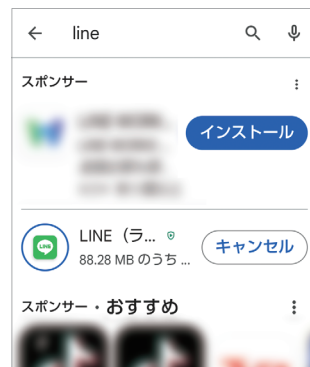 line
スポンサー
インストール
LINE
LINE（ラ...
88.28 MB のうち ...
キャンセル
スポンサー・おすすめ